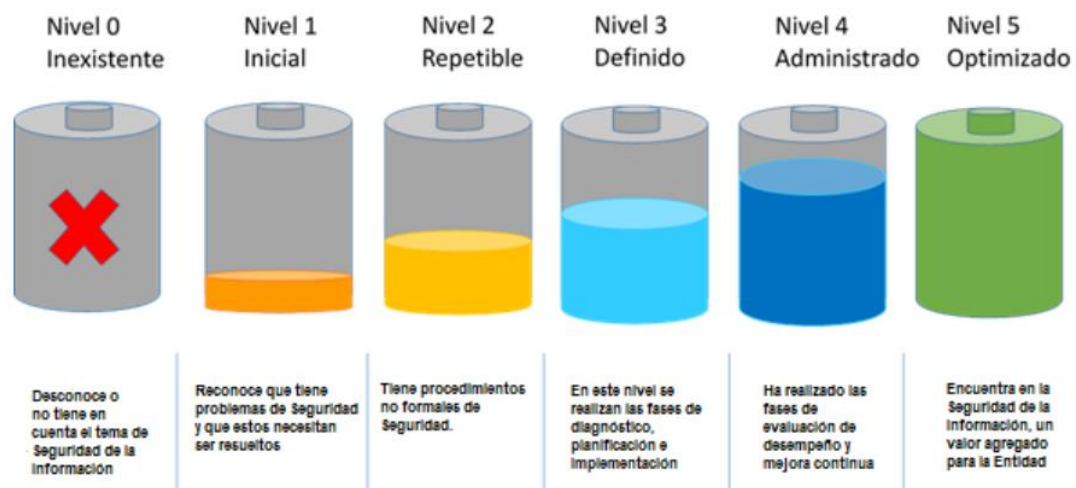 Nivel 0
Inexistente
Nivel 1
Inicial
Nivel 2
Repetible
Nivel 3
Definido
Nivel 4
Administrado
Nivel 5
Optimizado
Desconoce o
no tiene en
cuenta el tema de
Seguridad de la
Información
Reconoce que tiene
problemas de Seguridad
y que estos necesitan
ser resueltos
Tiene procedimientos
no formales de
Seguridad.
En este nivel se
realizan las fases de
diagnóstico,
planificación e
implementación
Ha realizado las
fases de
evaluación de
desempeño y
mejora continua
Encuentra en la
Seguridad de la
Información, un
valor agregado
para la Entidad